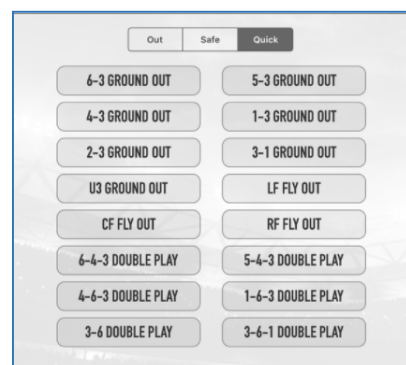 Out Safe Quick
6-3 GROUND OUT 5-3 GROUND OUT
4-3 GROUND OUT 1-3 GROUND OUT
2-3 GROUND OUT 3-1 GROUND OUT
U3 GROUND OUT LF FLY OUT
CF FLY OUT RF FLY OUT
6-4-3 DOUBLE PLAY 5-4-3 DOUBLE PLAY
4-6-3 DOUBLE PLAY 1-6-3 DOUBLE PLAY
3-6 DOUBLE PLAY 3-6-1 DOUBLE PLAY